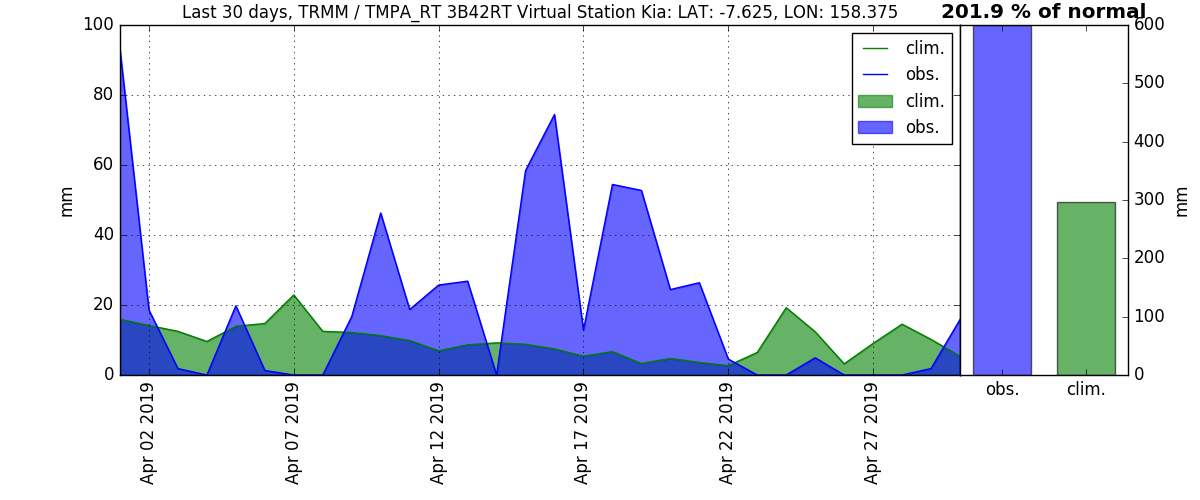 Last 30 days, TRMM / TMPA_RT 3B42RT Virtual Station Kia: LAT: -7.625, LON: 158.375
201.9 % of normal
100
80
60
40
20
0
mm
clim.
obs.
clim.
obs.
600
500
400
300
200
100
0
mm
obs.
clim.
Apr 02 2019
Apr 07 2019
Apr 12 2019
Apr 17 2019
Apr 22 2019
Apr 27 2019